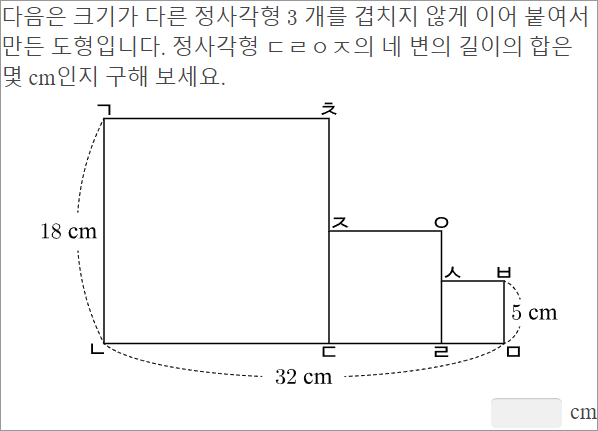 다음은 크기가 다른 정사각형 3 개를 겹치지 않게 이어 붙여서
만든 도형입니다. 정사각형 ㄷㄹㅇㅈ의 네 변의 길이의 합은
몇 cm인지 구해 보세요.
ㄱ ㅊ
18 cm
ㅈ ㅇ
ㅅ ㅂ
5 cm
ㄴ ㄷ ㄹ ㅁ
32 cm
cm